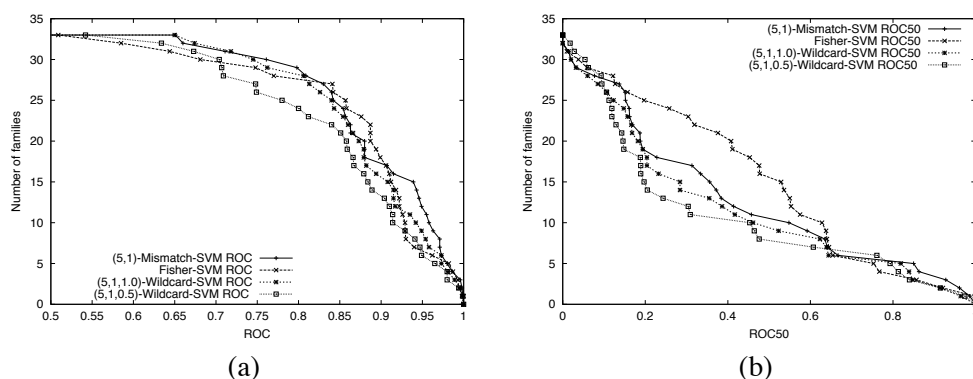 35
30
25
20
15
10
5
0
Number of families
0.5 0.55 0.6 0.65 0.7 0.75 0.8 0.85 0.9 0.95 1
ROC
(5,1)-Mismatch-SVM ROC
Fisher-SVM ROC
(5,1,1.0)-Wildcard-SVM ROC
(5,1,0.5)-Wildcard-SVM ROC
(a)
35
30
25
20
15
10
5
0
Number of families
0 0.2 0.4 0.6 0.8
ROC50
(5,1)-Mismatch-SVM ROC50
Fisher-SVM ROC50
(5,1,1.0)-Wildcard-SVM ROC50
(5,1,0.5)-Wildcard-SVM ROC50
(b)